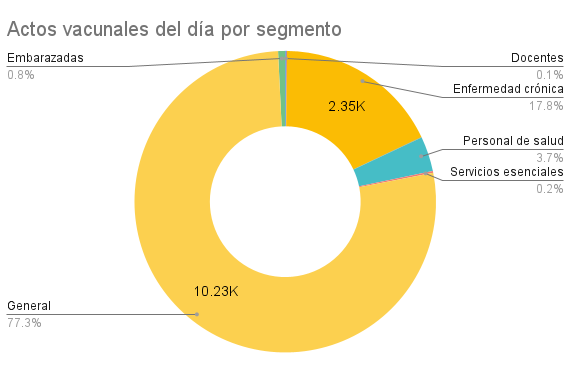 Actos vacunales del día por segmento
Embarazadas
0.8%
Docentes
0.1%
Enfermedad crónica
17.8%
2.35K
Personal de salud
3.7%
Servicios esenciales
0.2%
10.23K
General
77.3%